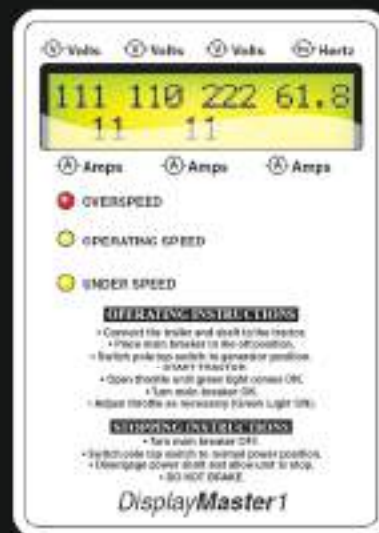 Volts Volts Volts Hertz
111 110 222 61.8
11 11
A Amps A Amps A Amps
OVERSPEED
OPERATING SPEED
UNDER SPEED
OPERATING INSTRUCTIONS
• Connect the trailer and shaft to the tractor.
• Place main breaker in the off position.
• Switch pole top switch to generator position.
- START TRACTOR
• Open throttle until green light comes ON.
• Turn main breaker ON.
• Adjust throttle as necessary (Green Light ON).
STOPPING INSTRUCTIONS
• Turn main breaker OFF.
• Switch pole top switch to normal power position.
• Disengage power shaft and allow unit to stop.
• DO NOT BRAKE
DisplayMaster1